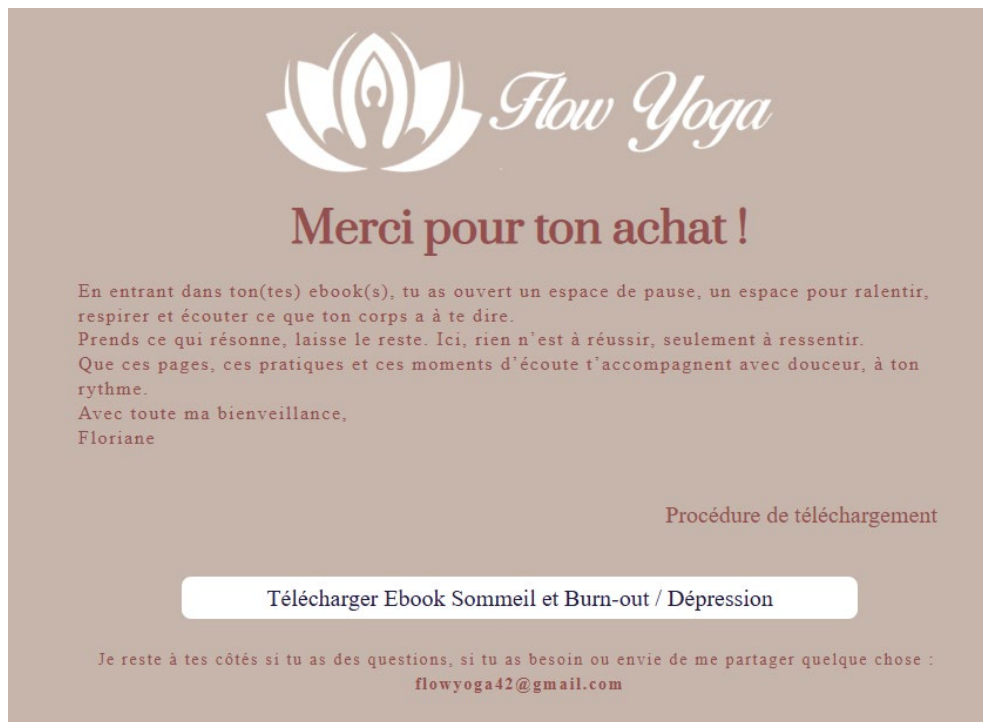 Flow Yoga
Merci pour ton achat !
En entrant dans ton(tes) ebook(s), tu as ouvert un espace de pause, un espace pour ralentir,
respirer et écouter ce que ton corps a à te dire.
Prends ce qui résonne, laisse le reste. Ici, rien n’est à réussir, seulement à ressentir.
Que ces pages, ces pratiques et ces moments d’écoute t’accompagnent avec douceur, à ton
rythme.
Avec toute ma bienveillance,
Floriane
Procédure de téléchargement
Télécharger Ebook Sommeil et Burn-out / Dépression
Je reste à tes côtés si tu as des questions, si tu as besoin ou envie de me partager quelque chose :
flowyoga42@gmail.com